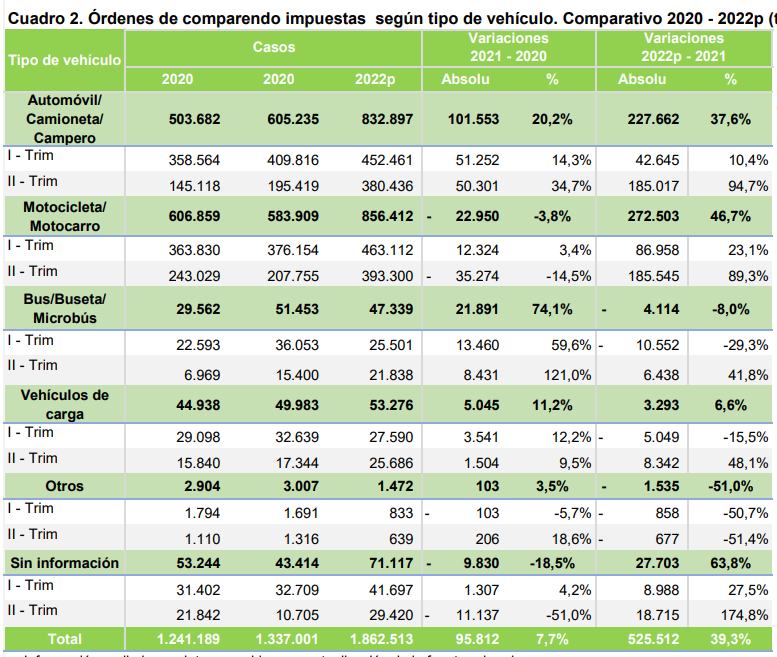 Cuadro 2. Órdenes de comparendo impuestas según tipo de vehículo. Comparativo 2020 - 2022p (t
Tipo de vehículo Casos Variaciones 2021 - 2020 Variaciones 2022p - 2021
2020 2020 2022p Absolu % Absolu %
Automóvil/ Camioneta/ Campero 503.682 605.235 832.897 101.553 20,2% 227.662 37,6%
I - Trim 358.564 409.816 452.461 51.252 14,3% 42.645 10,4%
II - Trim 145.118 195.419 380.436 50.301 34,7% 185.017 94,7%
Motocicleta/ Motocarro 606.859 583.909 856.412 - 22.950 -3,8% 272.503 46,7%
I - Trim 363.830 376.154 463.112 12.324 3,4% 86.958 23,1%
II - Trim 243.029 207.755 393.300 - 35.274 -14,5% 185.545 89,3%
Bus/Buseta/ Microbús 29.562 51.453 47.339 21.891 74,1% - 4.114 -8,0%
I - Trim 22.593 36.053 25.501 13.460 59,6% - 10.552 -29,3%
II - Trim 6.969 15.400 21.838 8.431 121,0% 6.438 41,8%
Vehículos de carga 44.938 49.983 53.276 5.045 11,2% 3.293 6,6%
I - Trim 29.098 32.639 27.590 3.541 12,2% - 5.049 -15,5%
II - Trim 15.840 17.344 25.686 1.504 9,5% 8.342 48,1%
Otros 2.904 3.007 1.472 103 3,5% - 1.535 -51,0%
I - Trim 1.794 1.691 833 - 103 -5,7% - 858 -50,7%
II - Trim 1.110 1.316 639 206 18,6% - 677 -51,4%
Sin información 53.244 43.414 71.117 - 9.830 -18,5% 27.703 63,8%
I - Trim 31.402 32.709 41.697 1.307 4,2% 8.988 27,5%
II - Trim 21.842 10.705 29.420 - 11.137 -51,0% 18.715 174,8%
Total 1.241.189 1.337.001 1.862.513 95.812 7,7% 525.512 39,3%